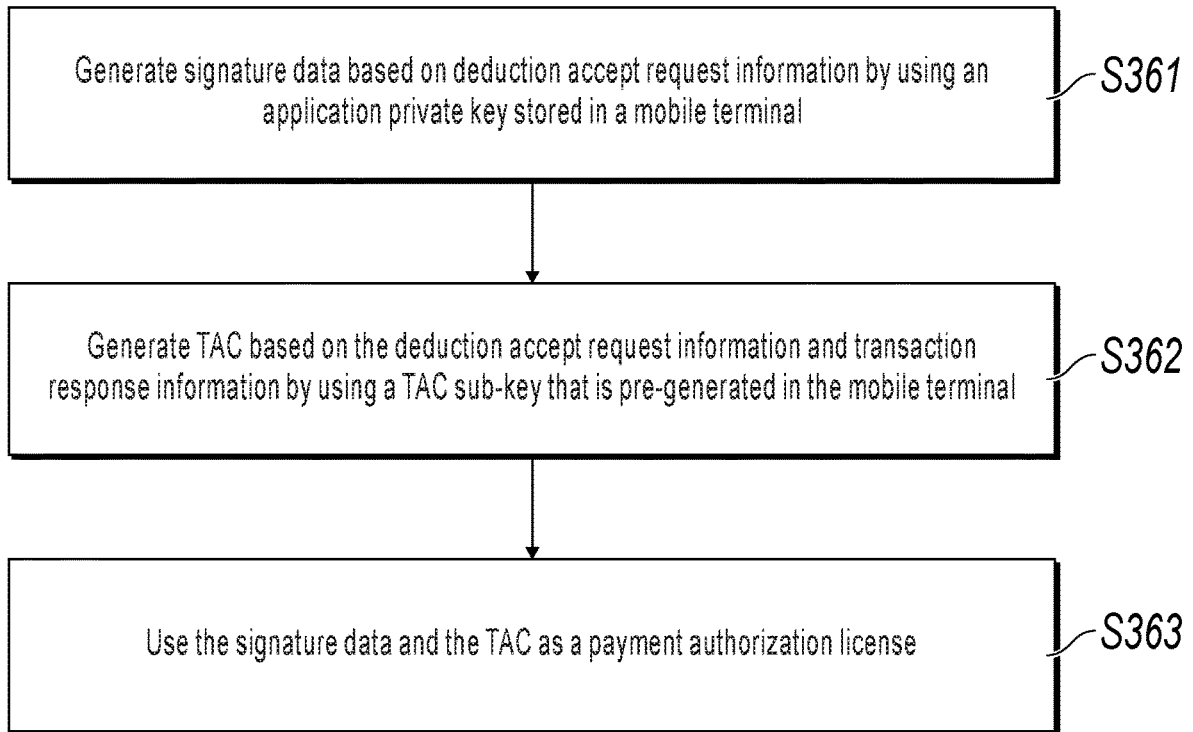 Generate signature data based on deduction accept request information by using an
application private key stored in a mobile terminal
S361
Generate TAC based on the deduction accept request information and transaction
response information by using a TAC sub-key that is pre-generated in the mobile terminal
S362
Use the signature data and the TAC as a payment authorization license
S363